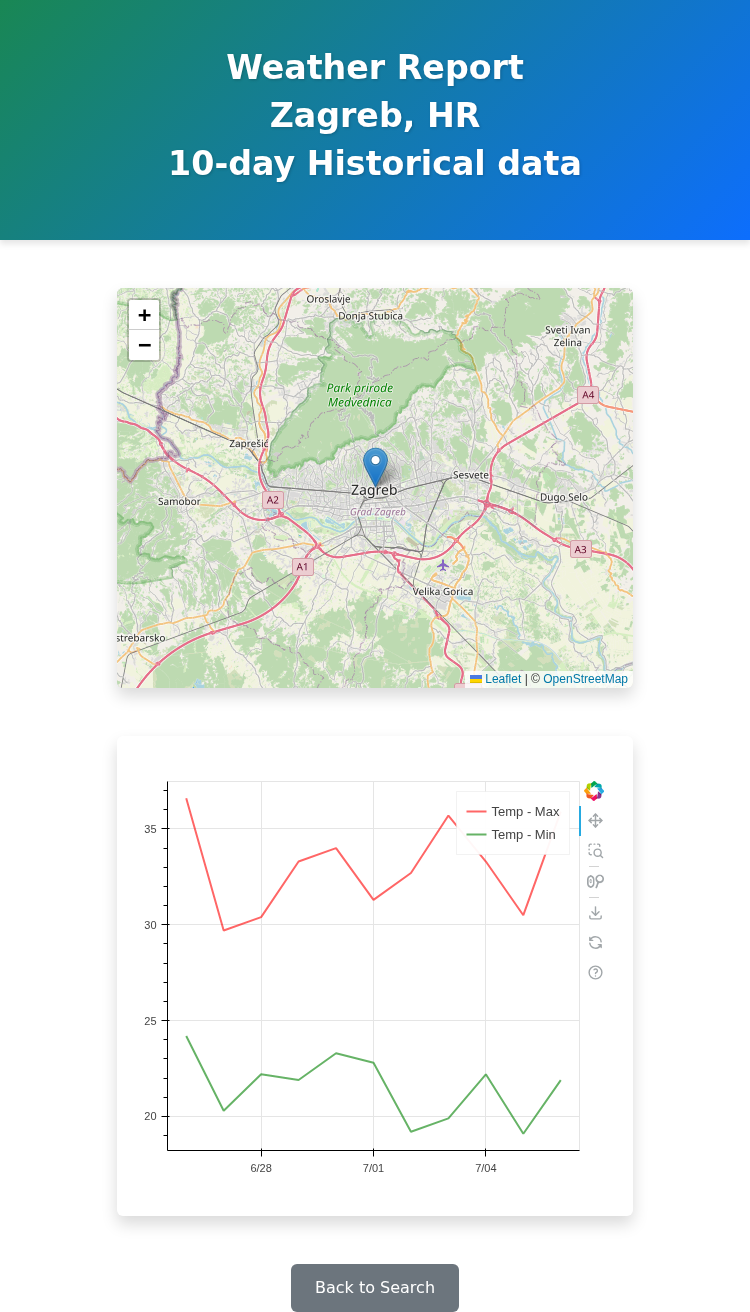 Weather Report
Zagreb, HR
10-day Historical data
+
−
Oroslavje
Donja Stubica
Sveti Ivan
Zelina
Park prirode
Medvednica
A4
Zaprešić
Sesvete
Zagreb
Samobor
A2
Dugo Selo
Grad Zagreb
A3
A1
Velika Gorica
strebarsko
Leaflet | © OpenStreetMap
Temp - Max
Temp - Min
35
30
25
20
6/28
7/01
7/04
Back to Search